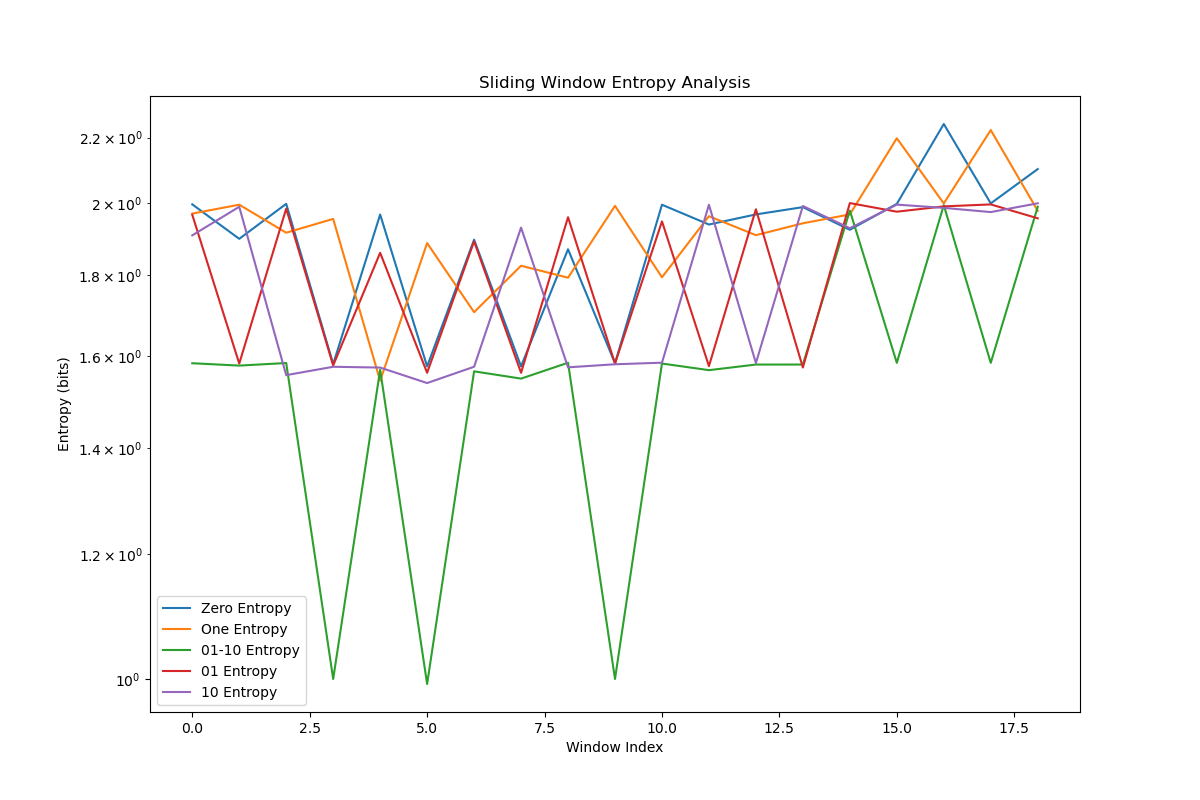 Sliding Window Entropy Analysis
2.2 × 10⁰
2 × 10⁰
1.8 × 10⁰
1.6 × 10⁰
1.4 × 10⁰
1.2 × 10⁰
10⁰
Entropy (bits)
Zero Entropy
One Entropy
01-10 Entropy
01 Entropy
10 Entropy
0.0 2.5 5.0 7.5 10.0 12.5 15.0 17.5
Window Index